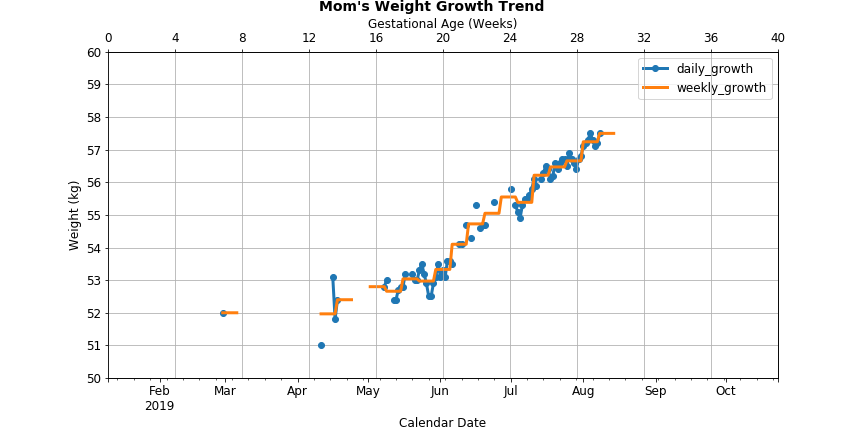 Mom's Weight Growth Trend
Gestational Age (Weeks)
0 4 8 12 16 20 24 28 32 36 40
60
59
58
57
56
55
54
53
52
51
50
Weight (kg)
daily_growth
weekly_growth
Feb Mar Apr May Jun Jul Aug Sep Oct
2019
Calendar Date